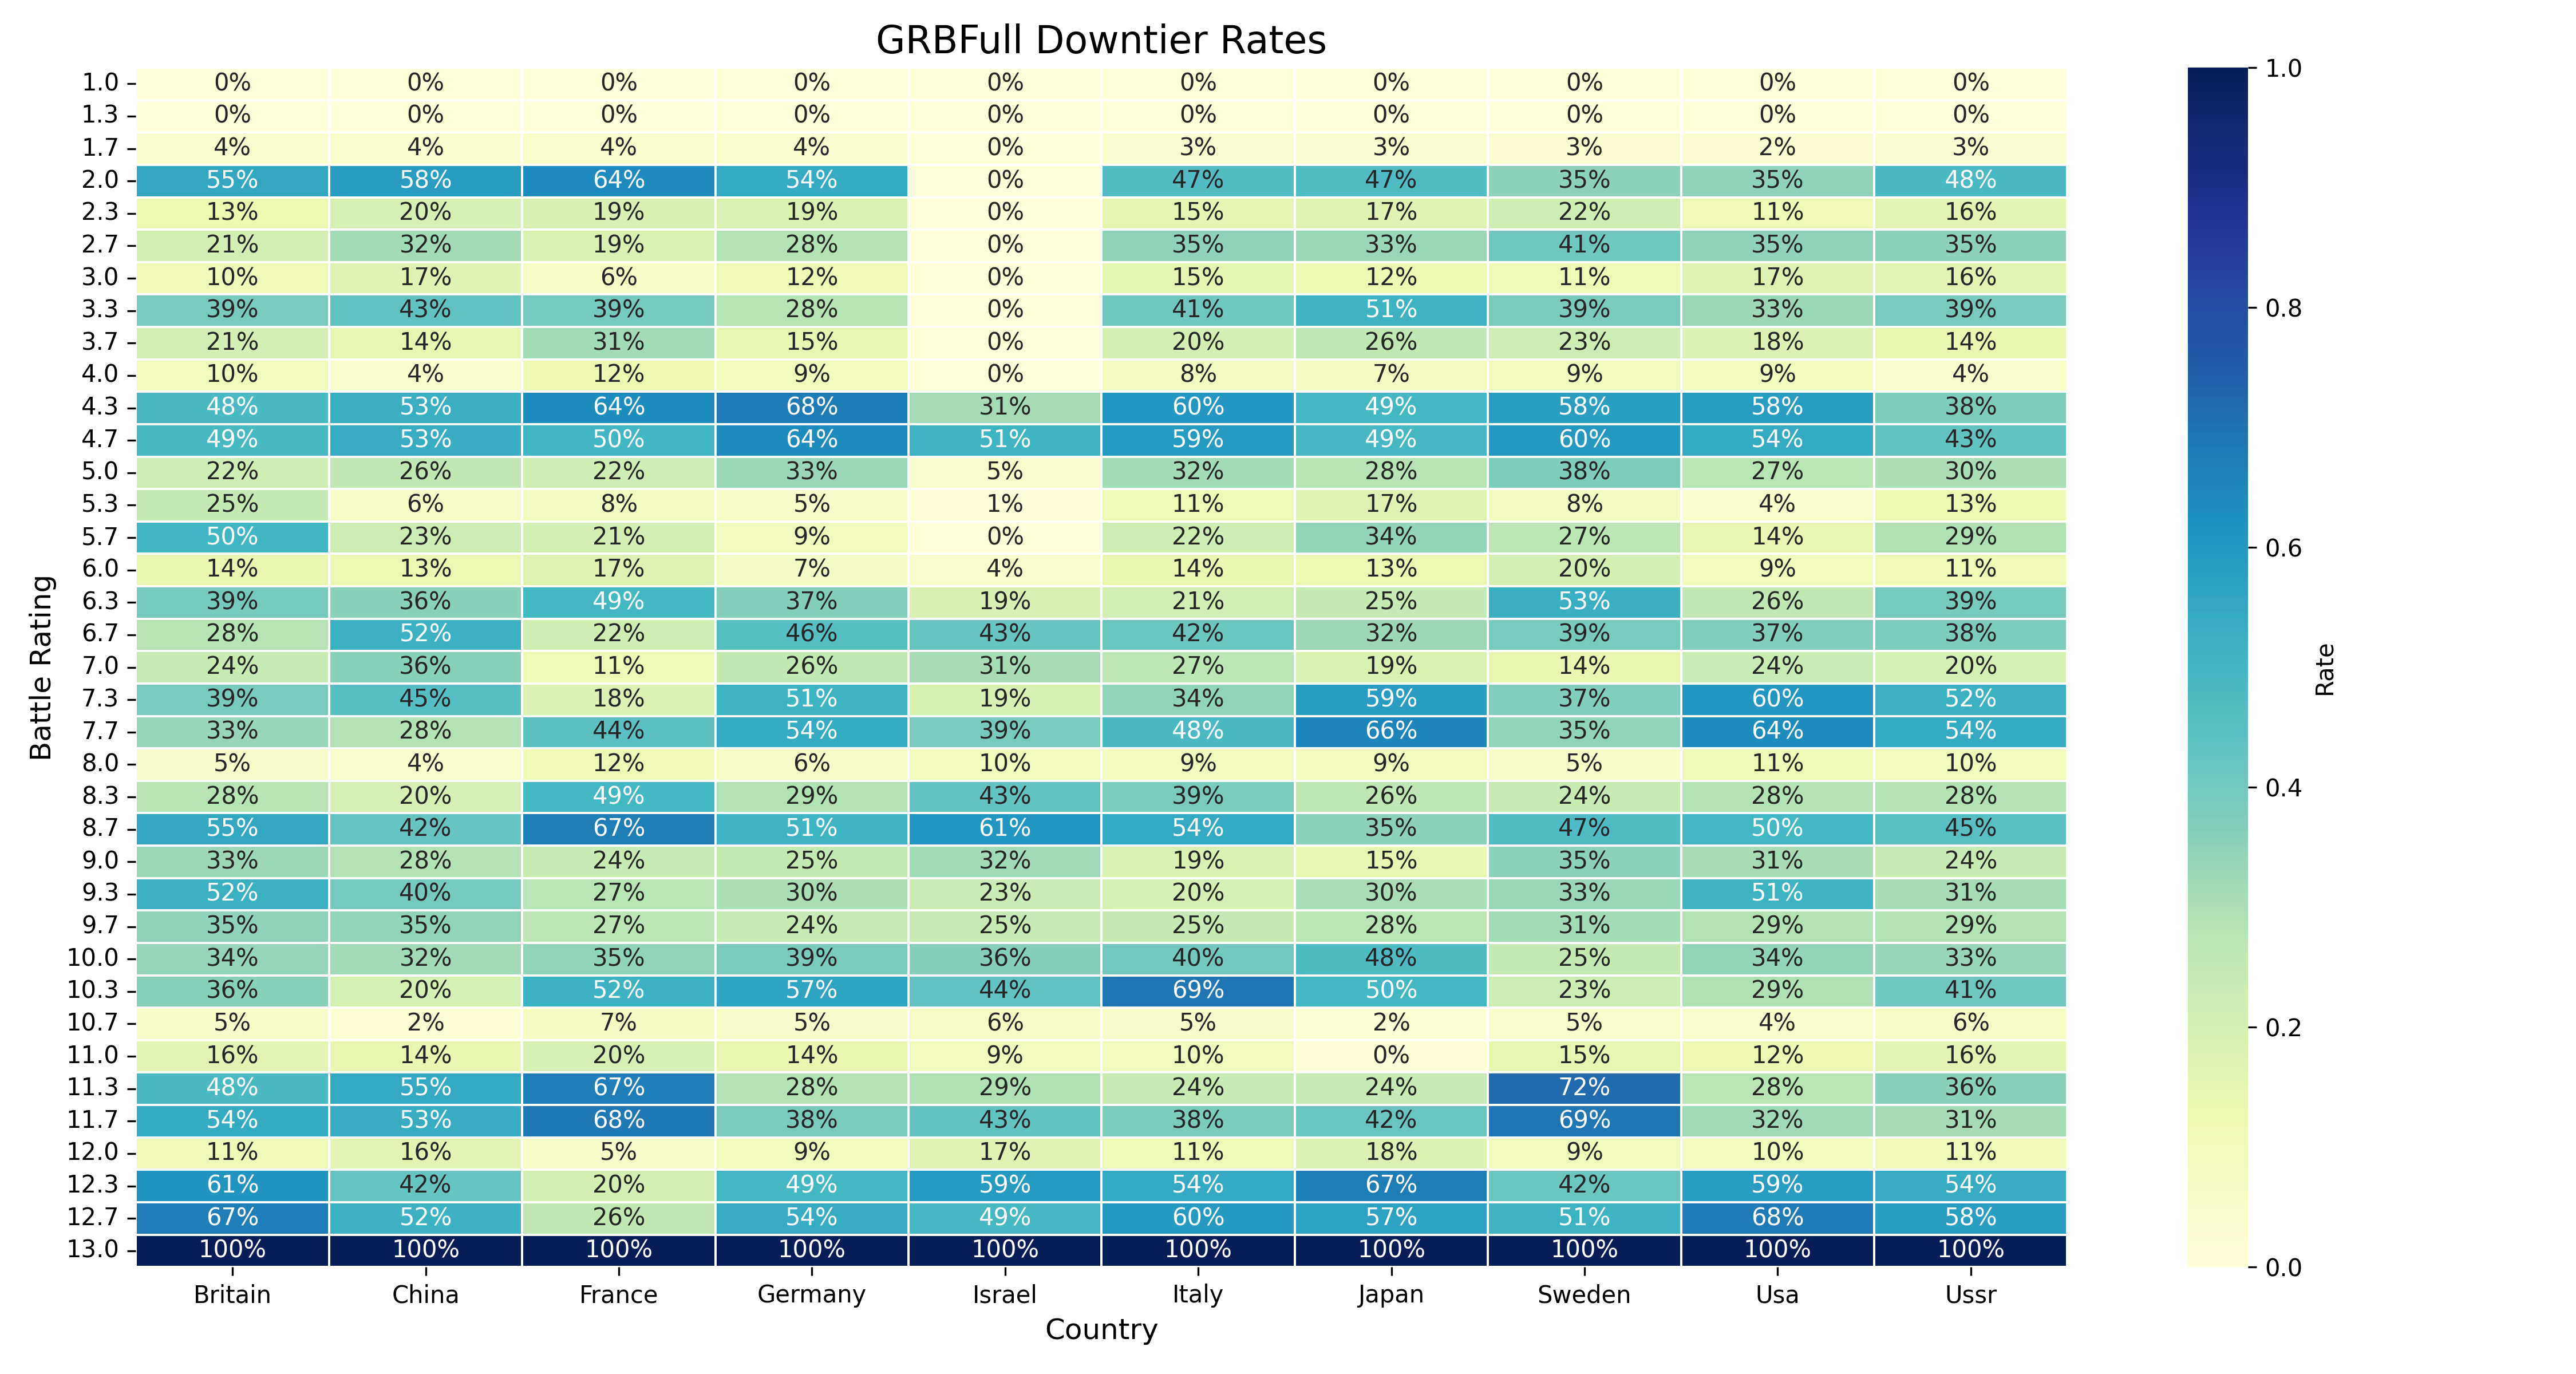 GRBFull Downtier Rates
1.0 0% 0% 0% 0% 0% 0% 0% 0% 0% 0%
1.3 0% 0% 0% 0% 0% 0% 0% 0% 0% 0%
1.7 4% 4% 4% 4% 0% 3% 3% 3% 2% 3%
2.0 55% 58% 64% 54% 0% 47% 47% 35% 35% 48%
2.3 13% 20% 19% 19% 0% 15% 17% 22% 11% 16%
2.7 21% 32% 19% 28% 0% 35% 33% 41% 35% 35%
3.0 10% 17% 6% 12% 0% 15% 12% 11% 17% 16%
3.3 39% 43% 39% 28% 0% 41% 51% 39% 33% 39%
3.7 21% 14% 31% 15% 0% 20% 26% 23% 18% 14%
4.0 10% 4% 12% 9% 0% 8% 7% 9% 9% 4%
4.3 48% 53% 64% 68% 31% 60% 49% 58% 58% 38%
4.7 49% 53% 50% 64% 51% 59% 49% 60% 54% 43%
5.0 22% 26% 22% 33% 5% 32% 28% 38% 27% 30%
5.3 25% 6% 8% 5% 1% 11% 17% 8% 4% 13%
5.7 50% 23% 21% 9% 0% 22% 34% 27% 14% 29%
6.0 14% 13% 17% 7% 4% 14% 13% 20% 9% 11%
6.3 39% 36% 49% 37% 19% 21% 25% 53% 26% 39%
6.7 28% 52% 22% 46% 43% 42% 32% 39% 37% 38%
7.0 24% 36% 11% 26% 31% 27% 19% 14% 24% 20%
7.3 39% 45% 18% 51% 19% 34% 59% 37% 60% 52%
7.7 33% 28% 44% 54% 39% 48% 66% 35% 64% 54%
8.0 5% 4% 12% 6% 10% 9% 9% 5% 11% 10%
8.3 28% 20% 49% 29% 43% 39% 26% 24% 28% 28%
8.7 55% 42% 67% 51% 61% 54% 35% 47% 50% 45%
9.0 33% 28% 24% 25% 32% 19% 15% 35% 31% 24%
9.3 52% 40% 27% 30% 23% 20% 30% 33% 51% 31%
9.7 35% 35% 27% 24% 25% 25% 28% 31% 29% 29%
10.0 34% 32% 35% 39% 36% 40% 48% 25% 34% 33%
10.3 36% 20% 52% 57% 44% 69% 50% 23% 29% 41%
10.7 5% 2% 7% 5% 6% 5% 2% 5% 4% 6%
11.0 16% 14% 20% 14% 9% 10% 0% 15% 12% 16%
11.3 48% 55% 67% 28% 29% 24% 24% 72% 28% 36%
11.7 54% 53% 68% 38% 43% 38% 42% 69% 32% 31%
12.0 11% 16% 5% 9% 17% 11% 18% 9% 10% 11%
12.3 61% 42% 20% 49% 59% 54% 67% 42% 59% 54%
12.7 67% 52% 26% 54% 49% 60% 57% 51% 68% 58%
13.0 100% 100% 100% 100% 100% 100% 100% 100% 100% 100%
Britain China France Germany Israel Italy Japan Sweden Usa Ussr
Country
Battle Rating
1.0
0.8
0.6
0.4
0.2
0.0
Rate